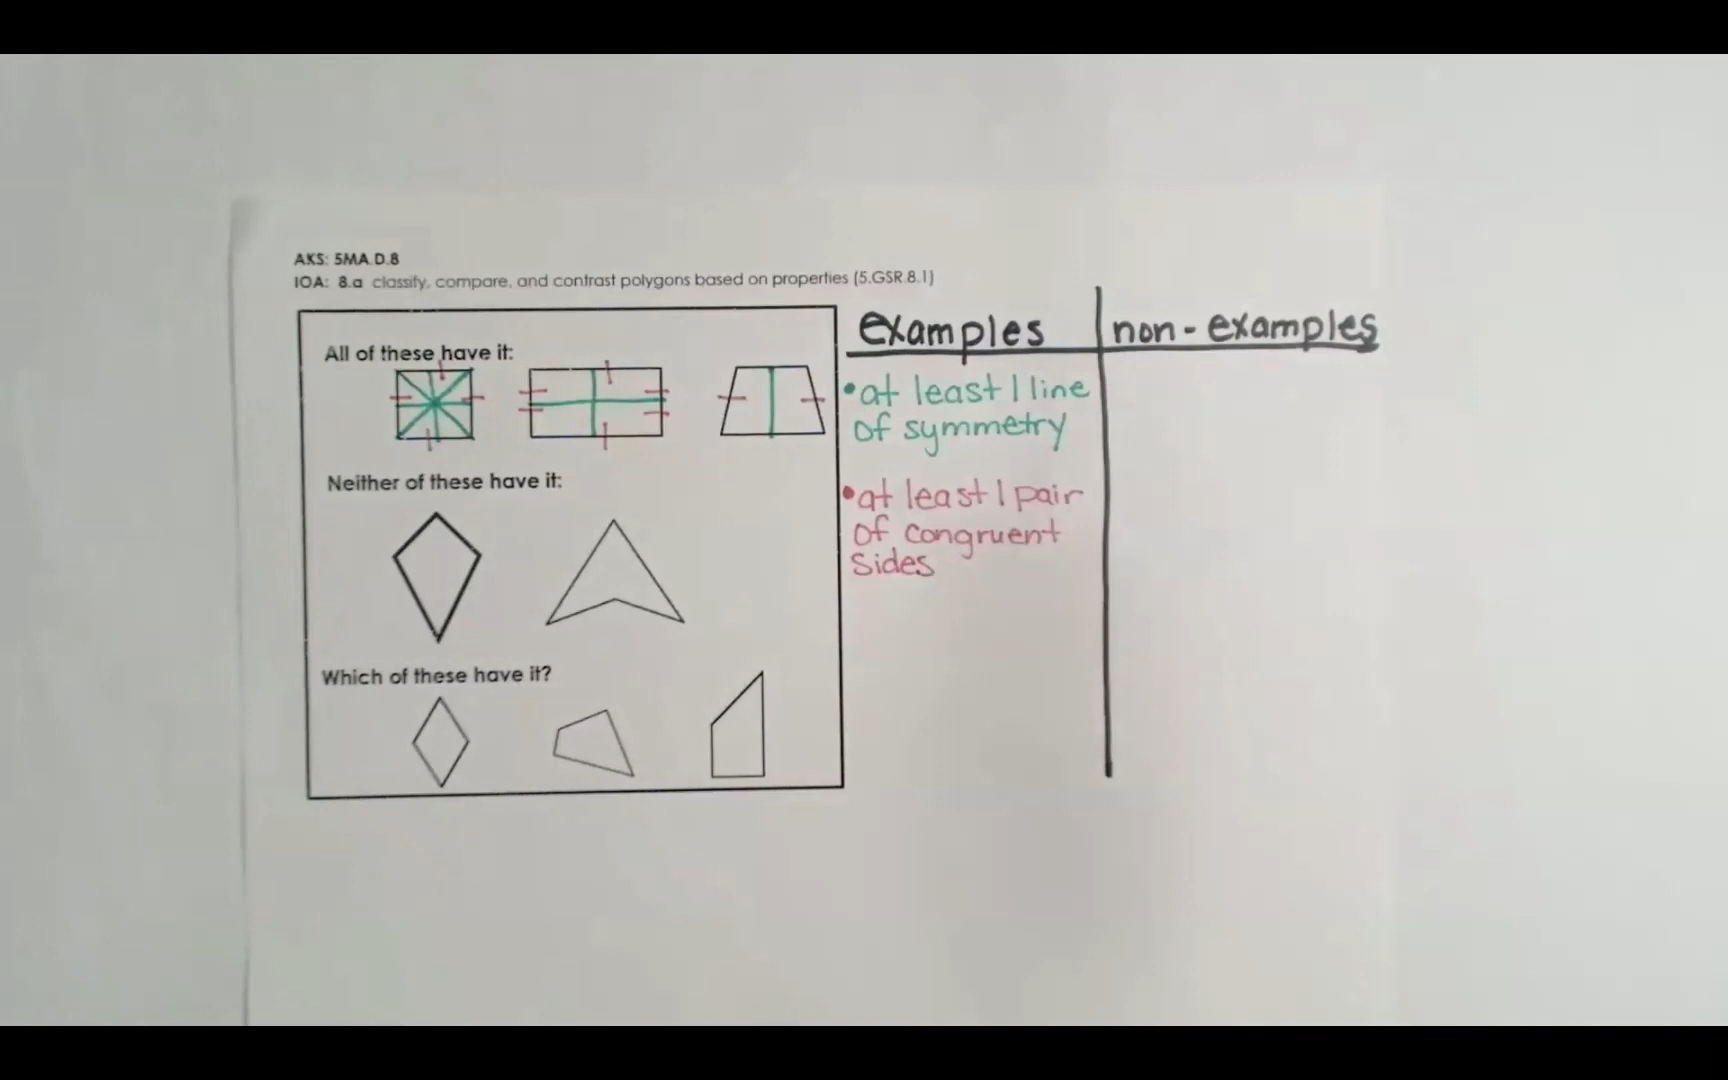 AKS: 5MA.D.8
IOA: 8.a classify, compare, and contrast polygons based on properties (5.GSR.8.1)
All of these have it:
Neither of these have it:
Which of these have it?
examples
•at least 1 line
of symmetry
•at least 1 pair
of congruent
sides
non-examples